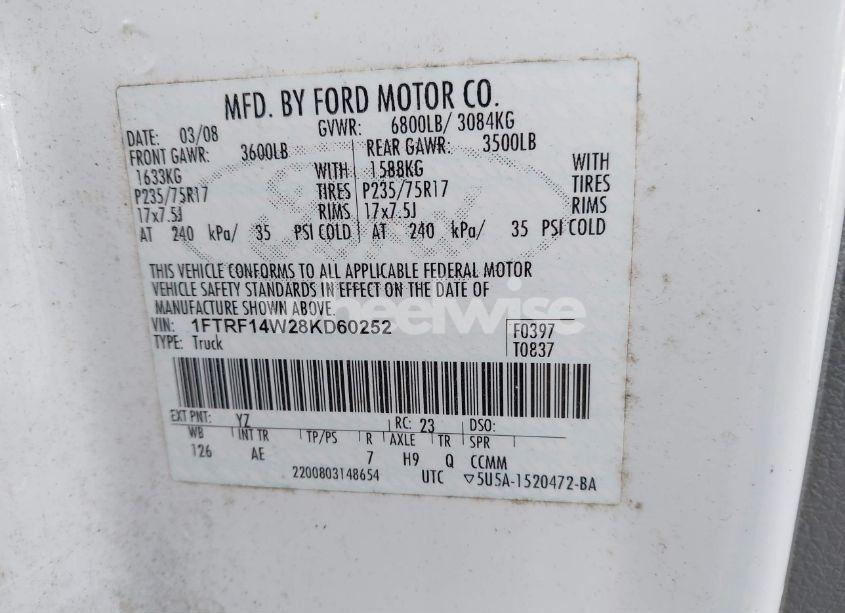 MFD. BY FORD MOTOR CO.
DATE: 03/08 GVWR: 6800LB/ 3084KG
FRONT GAWR: 3600LB REAR GAWR: 3500LB
1633KG WITH 1588KG WITH
P235/75R17 TIRES P235/75R17 TIRES
17x7.5J RIMS 17x7.5J RIMS
AT 240 kPa/ 35 PSI COLD AT 240 kPa/ 35 PSI COLD
THIS VEHICLE CONFORMS TO ALL APPLICABLE FEDERAL MOTOR
VEHICLE SAFETY STANDARDS IN EFFECT ON THE DATE OF
MANUFACTURE SHOWN ABOVE.
VIN: 1FTRF14W28KD60252 F0397
TYPE: Truck T0837
EXT PNT: YZ RC: 23 DSO:
WB INT TR TP/PS R AXLE TR SPR
126 AE 7 H9 Q CCMM
2200803148654 UTC ▽5U5A-1520472-BA